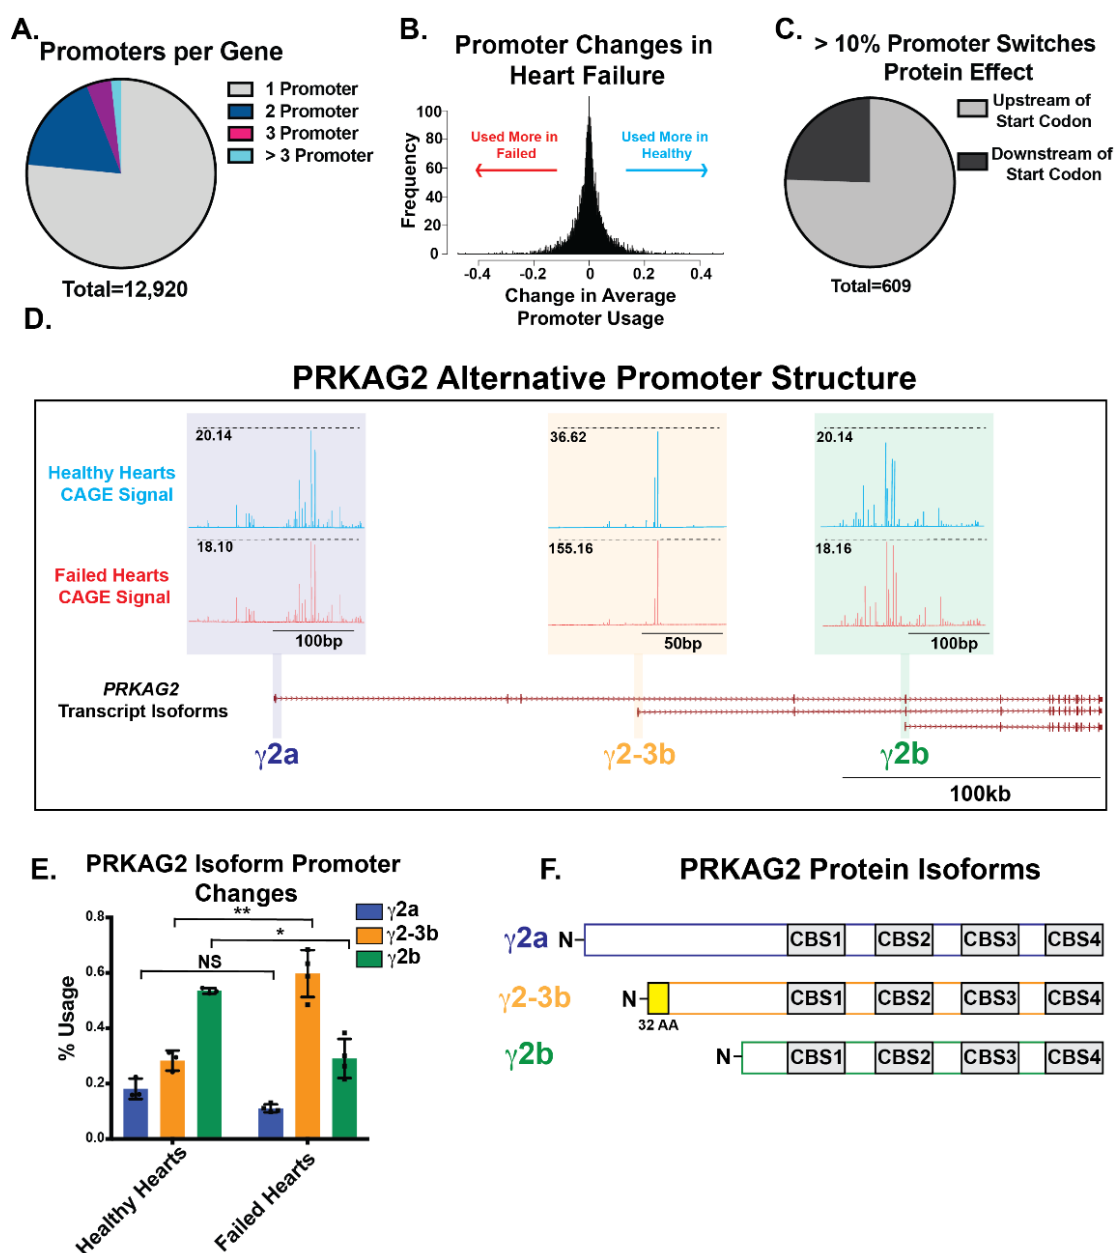 A.
Promoters per Gene
1 Promoter
2 Promoter
3 Promoter
> 3 Promoter
Total=12,920
B.
Promoter Changes in
Heart Failure
100
80
60
40
20
0
Frequency
Used More in
Failed
Used More in
Healthy
-0.4
-0.2
0
0.2
0.4
Change in Average
Promoter Usage
C.
> 10% Promoter Switches
Protein Effect
Upstream of
Start Codon
Downstream of
Start Codon
Total=609
D.
PRKAG2 Alternative Promoter Structure
Healthy Hearts
CAGE Signal
20.14
36.62
20.14
Failed Hearts
CAGE Signal
18.10
155.16
18.16
100bp
50bp
100bp
PRKAG2
Transcript Isoforms
γ2a
γ2-3b
γ2b
100kb
E.
PRKAG2 Isoform Promoter
Changes
γ2a
γ2-3b
γ2b
**
*
NS
0.8
0.6
0.4
0.2
0.0
% Usage
Healthy Hearts
Failed Hearts
F.
PRKAG2 Protein Isoforms
γ2a N CBS1 CBS2 CBS3 CBS4
γ2-3b N CBS1 CBS2 CBS3 CBS4
32 AA
γ2b N CBS1 CBS2 CBS3 CBS4